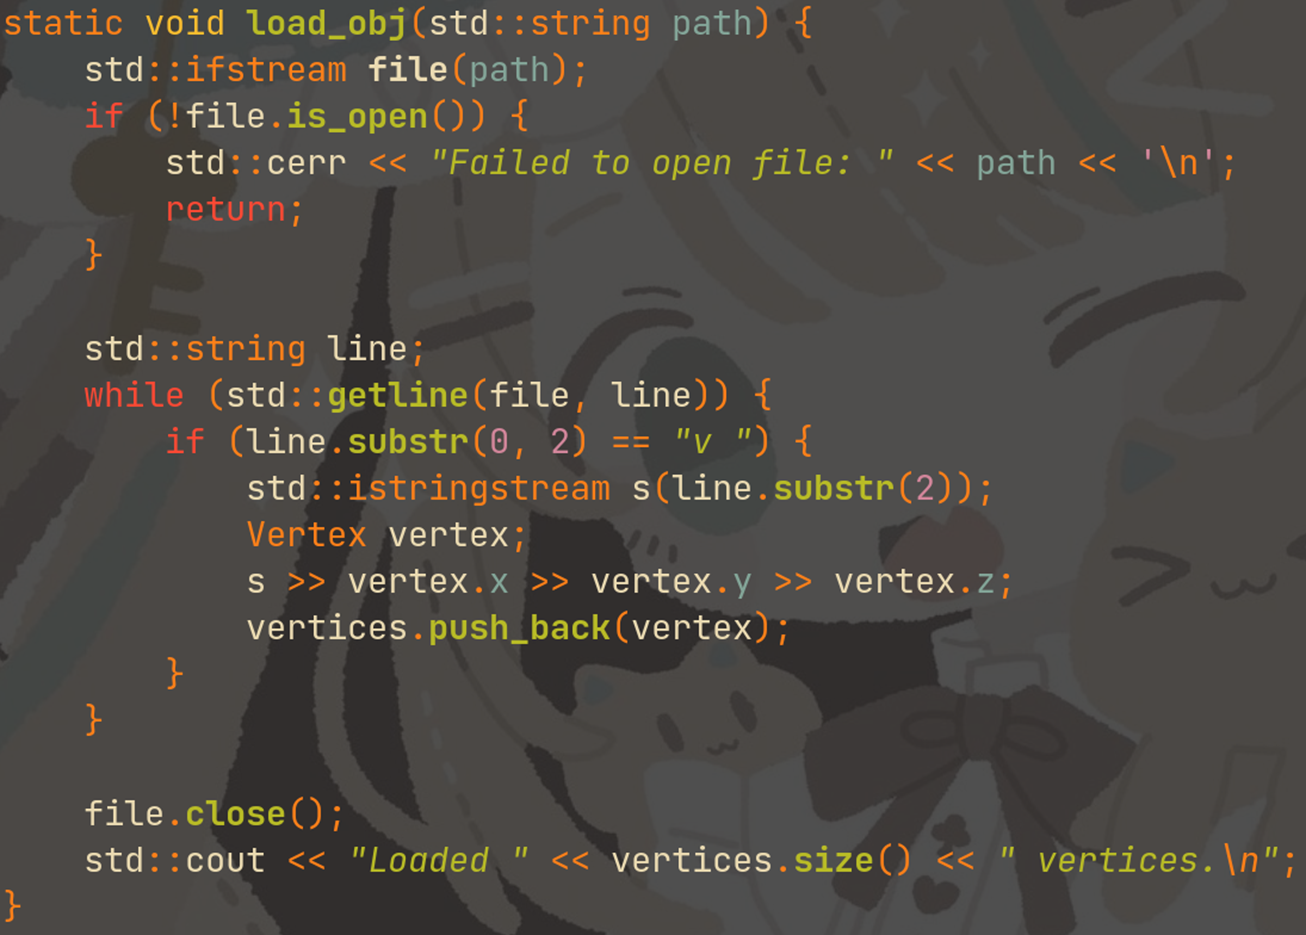 static void load_obj(std::string path) {
    std::ifstream file(path);
    if (!file.is_open()) {
        std::cerr << "Failed to open file: " << path << '\n';
        return;
    }

    std::string line;
    while (std::getline(file, line)) {
        if (line.substr(0, 2) == "v ") {
            std::istringstream s(line.substr(2));
            Vertex vertex;
            s >> vertex.x >> vertex.y >> vertex.z;
            vertices.push_back(vertex);
        }
    }

    file.close();
    std::cout << "Loaded " << vertices.size() << " vertices.\n";
}